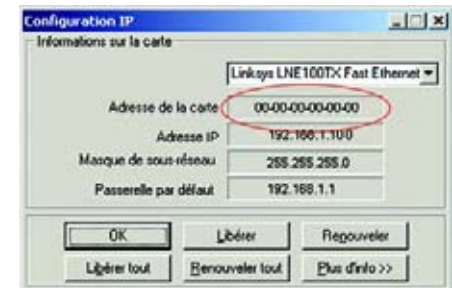 Configuration IP
Informations sur la carte
Linksys LNE100TX Fast Ethernet
Adresse de la carte 00-00-00-00-00-00
Adresse IP 192.168.1.100
Masque de sous-réseau 255.255.255.0
Passerelle par défaut 192.168.1.1
OK Libérer Renouveler
Libérer tout Renouveler tout Plus d'info >>